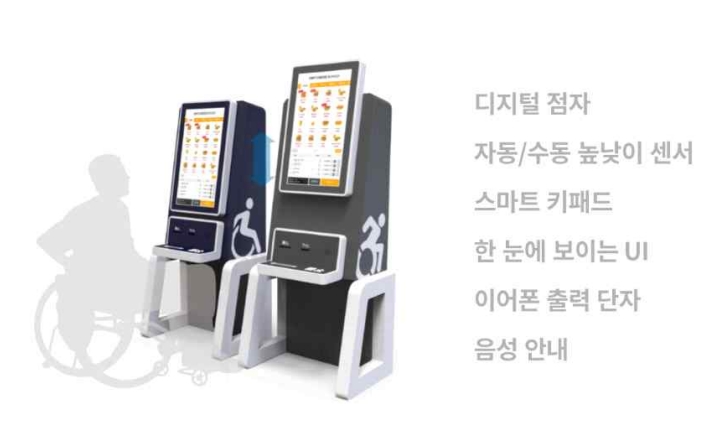 디지털 점자
자동/수동 높낮이 센서
스마트 키패드
한 눈에 보이는 UI
이어폰 출력 단자
음성 안내